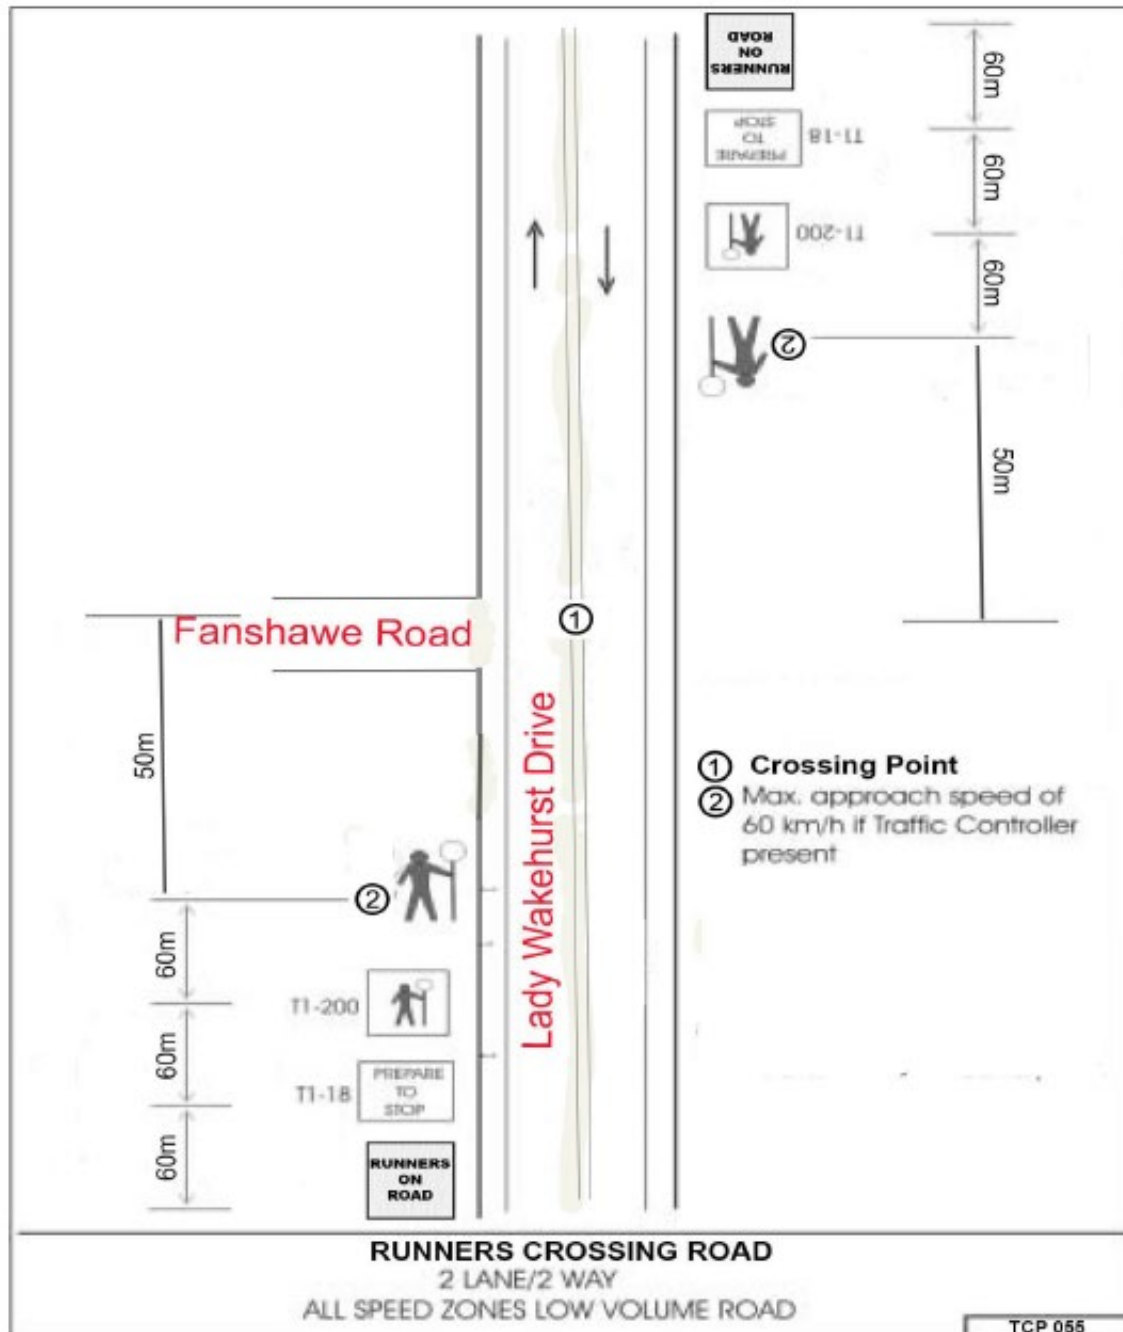 RUNNERS
ON
ROAD
60m
PREPARE
TO
STOP
T1-18
60m
T1-200
60m
2
50m
Fanshawe Road
1
50m
Lady Wakehurst Drive
1 Crossing Point
2 Max. approach speed of
60 km/h if Traffic Controller
present
2
60m
T1-200
60m
T1-18
PREPARE
TO
STOP
60m
RUNNERS
ON
ROAD
RUNNERS CROSSING ROAD
2 LANE/2 WAY
ALL SPEED ZONES LOW VOLUME ROAD
TCP 055